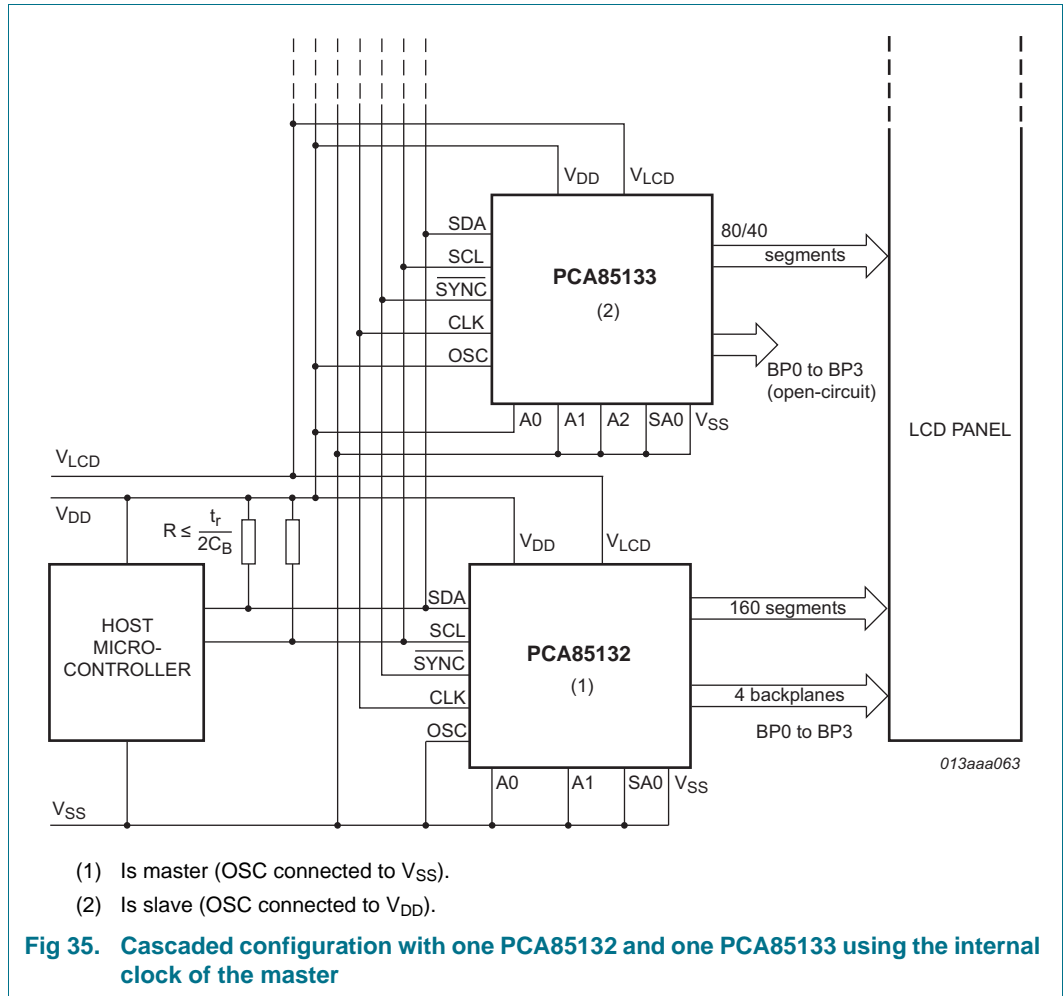 VDD
VLCD
SDA
SCL
SYNC
CLK
OSC
PCA85133
(2)
80/40
segments
BP0 to BP3
(open-circuit)
A0
A1
A2
SA0
VSS
LCD PANEL
VLCD
VDD
R ≤ tr
2CB
VDD
VLCD
HOST
MICRO-
CONTROLLER
SDA
SCL
SYNC
CLK
OSC
PCA85132
(1)
160 segments
4 backplanes
BP0 to BP3
A0
A1
SA0
VSS
013aaa063
VSS
(1) Is master (OSC connected to VSS).
(2) Is slave (OSC connected to VDD).
Fig 35. Cascaded configuration with one PCA85132 and one PCA85133 using the internal
clock of the master